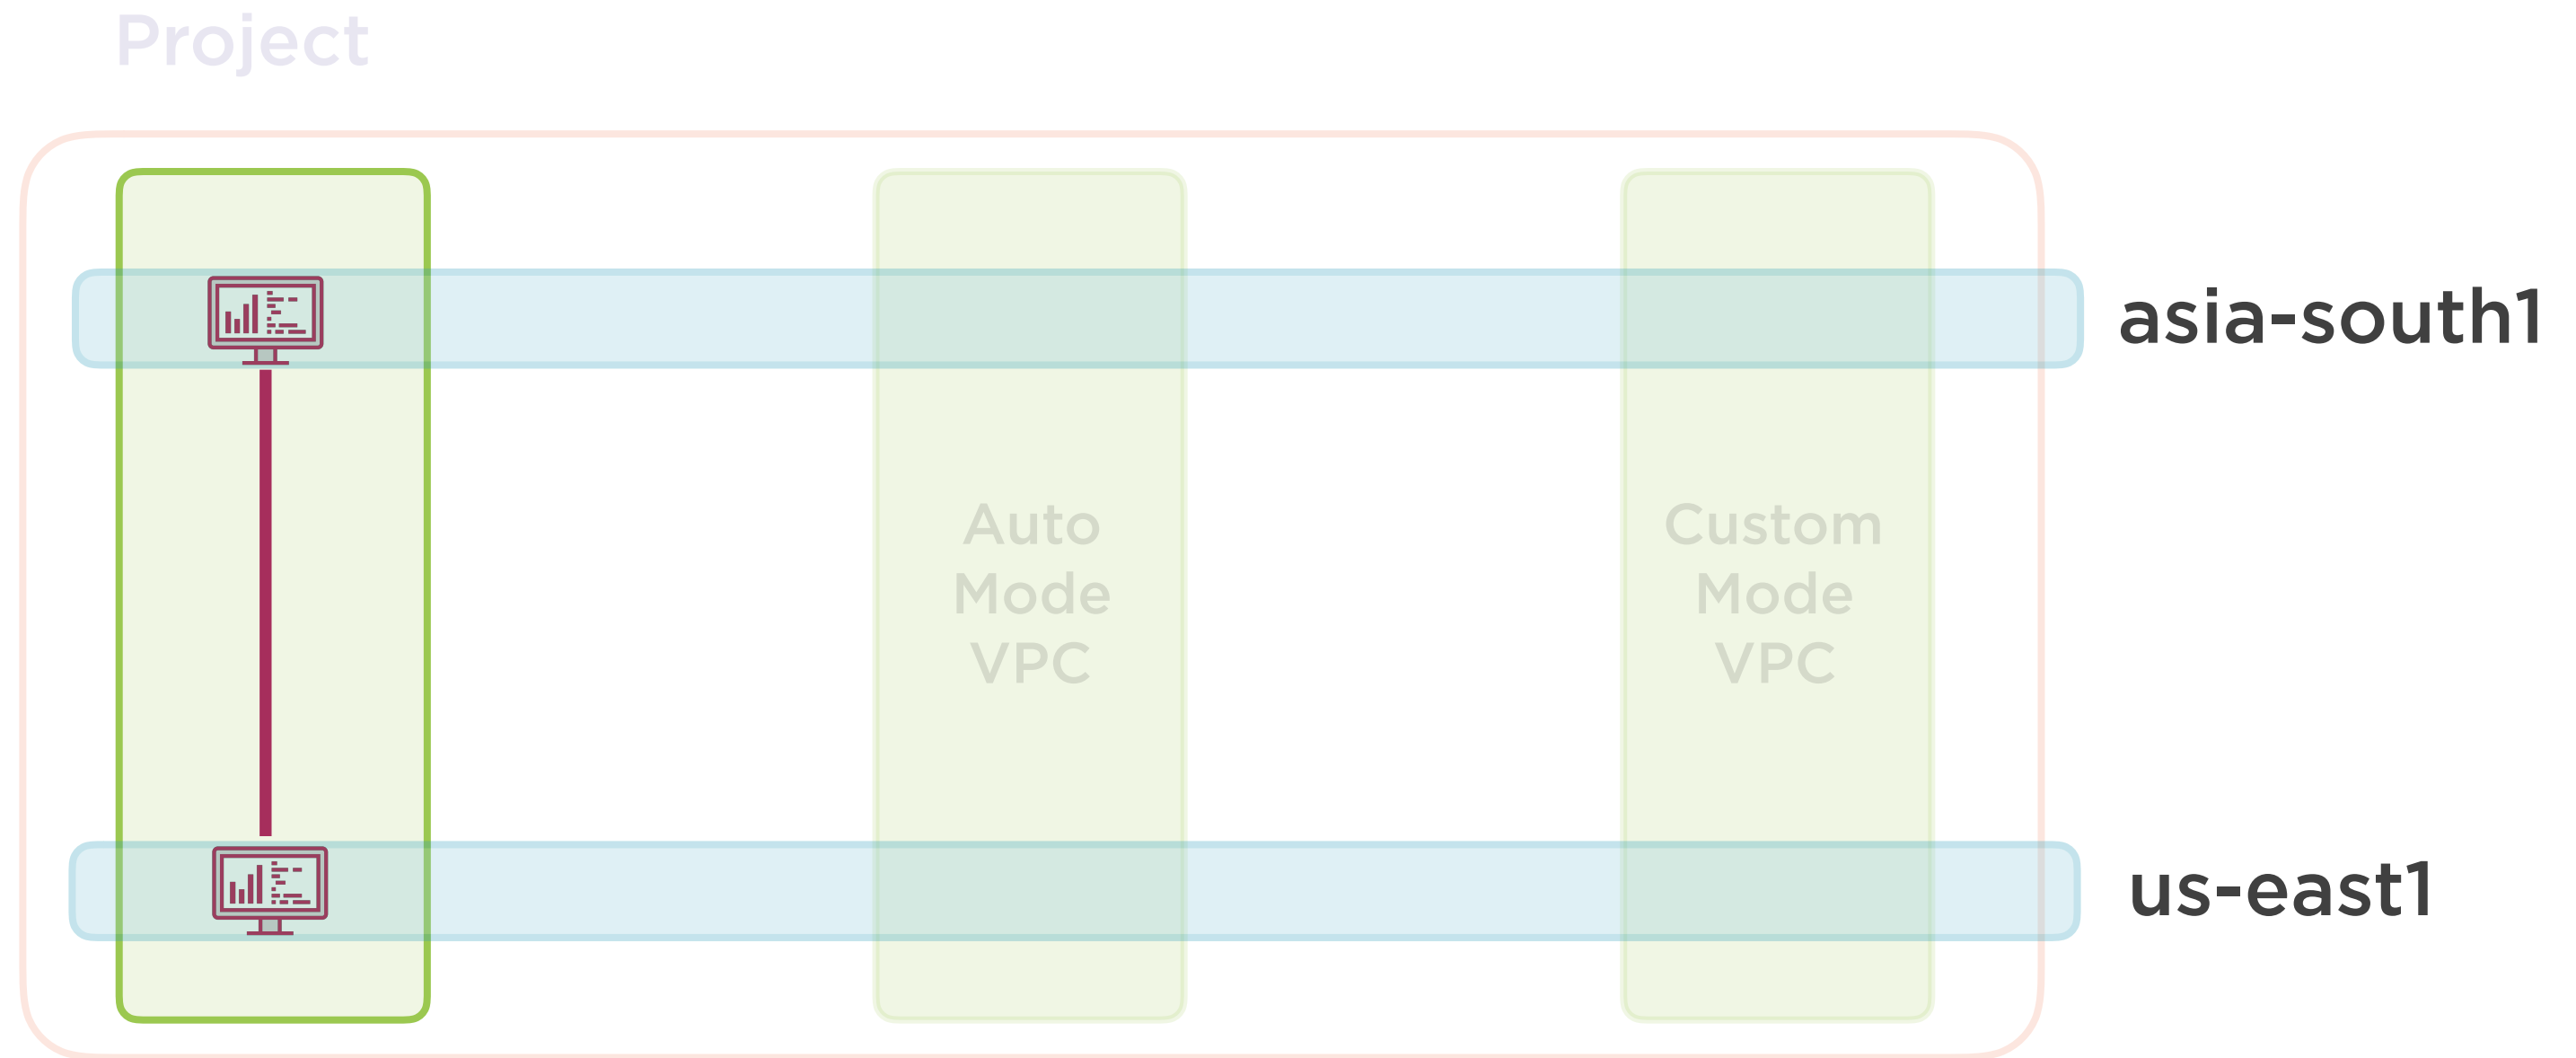 Project
asia-south1
Auto
Mode
VPC
Custom
Mode
VPC
us-east1